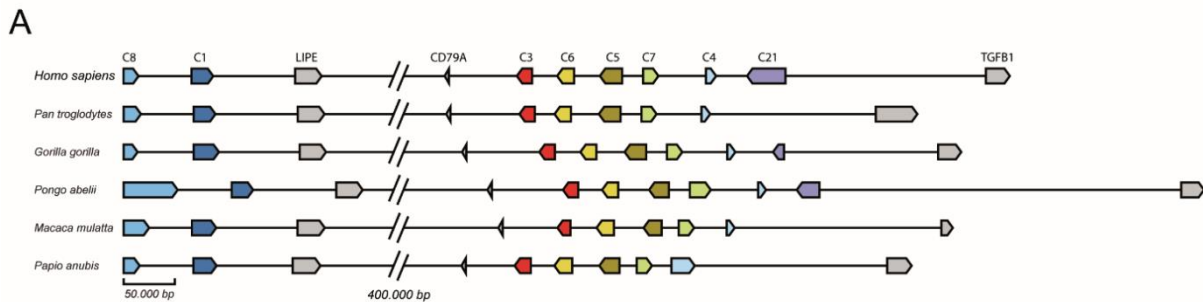 A
C8 C1 LIPE CD79A C3 C6 C5 C7 C4 C21 TGFB1
Homo sapiens
Pan troglodytes
Gorilla gorilla
Pongo abelii
Macaca mulatta
Papio anubis
50.000 bp 400.000 bp